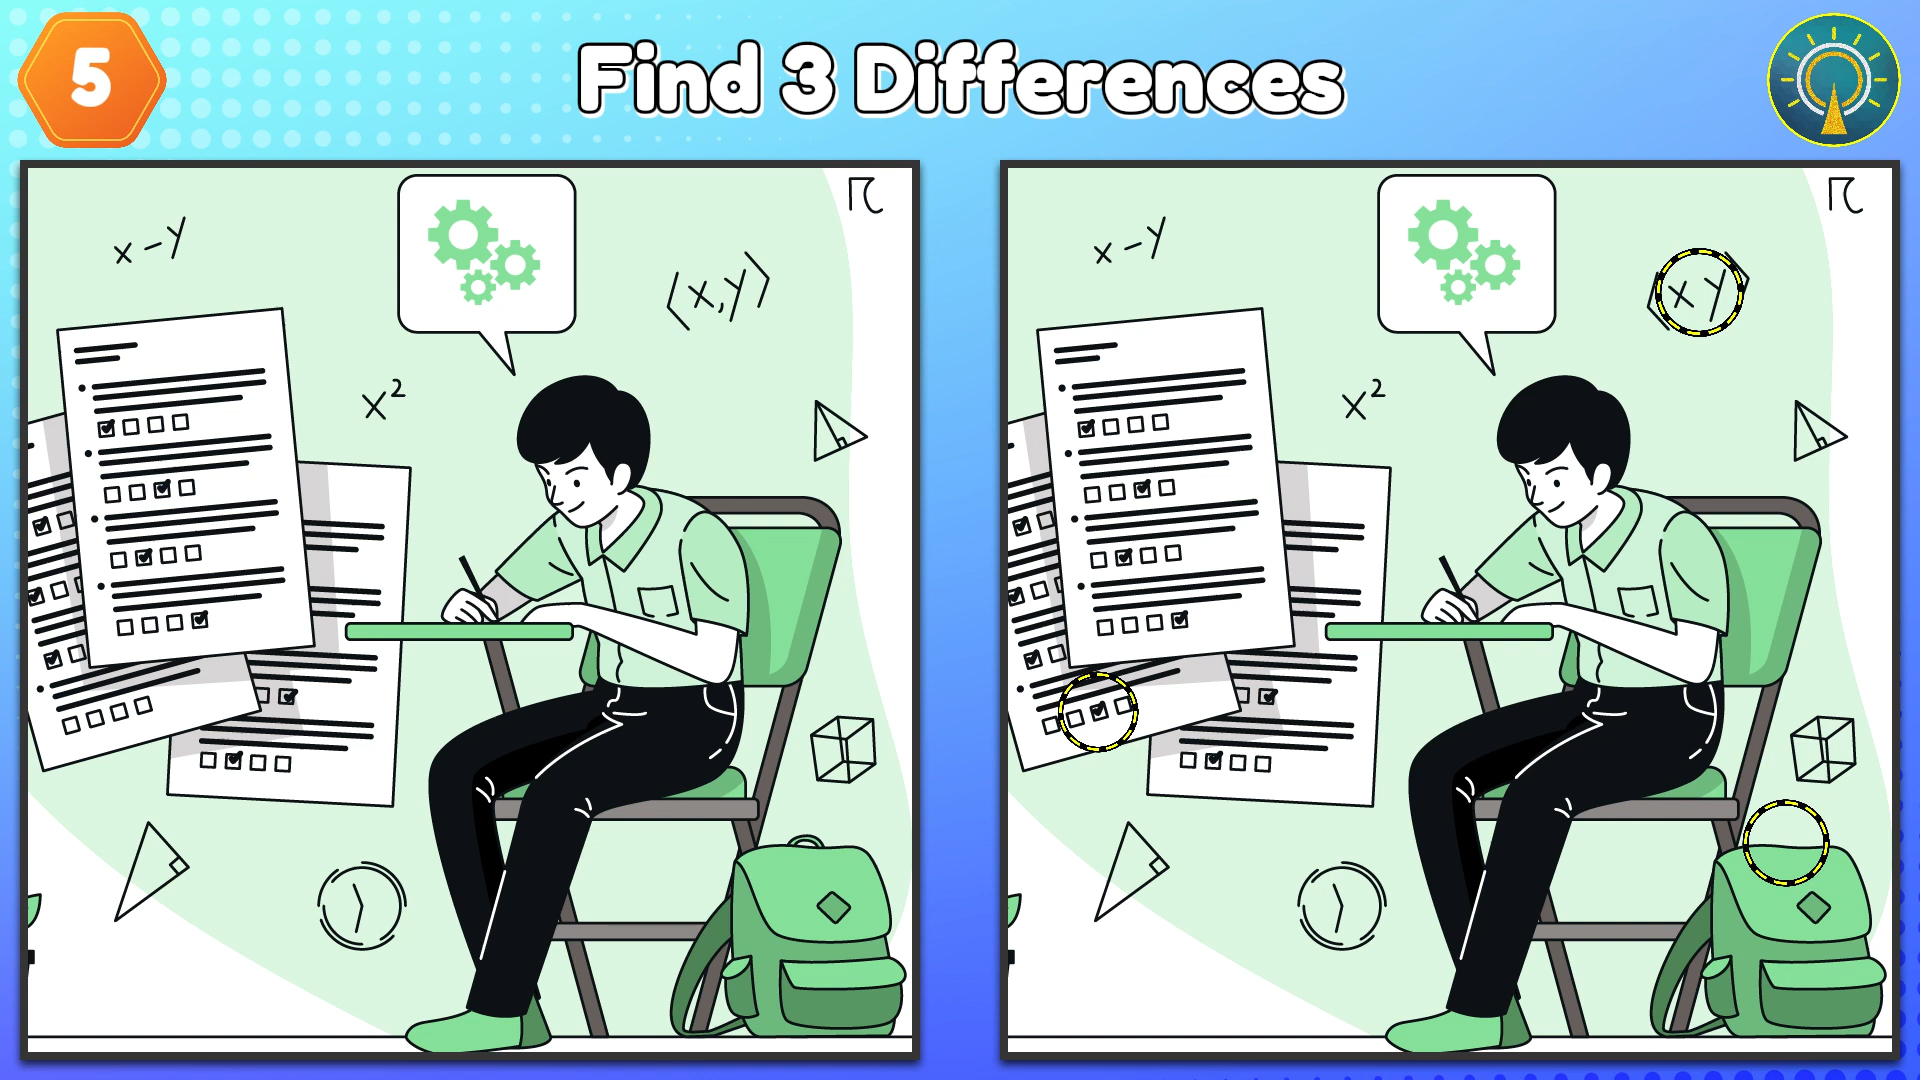 5
Find 3 Differences
x-y
(x,y)
x²
x-y
x y
x²